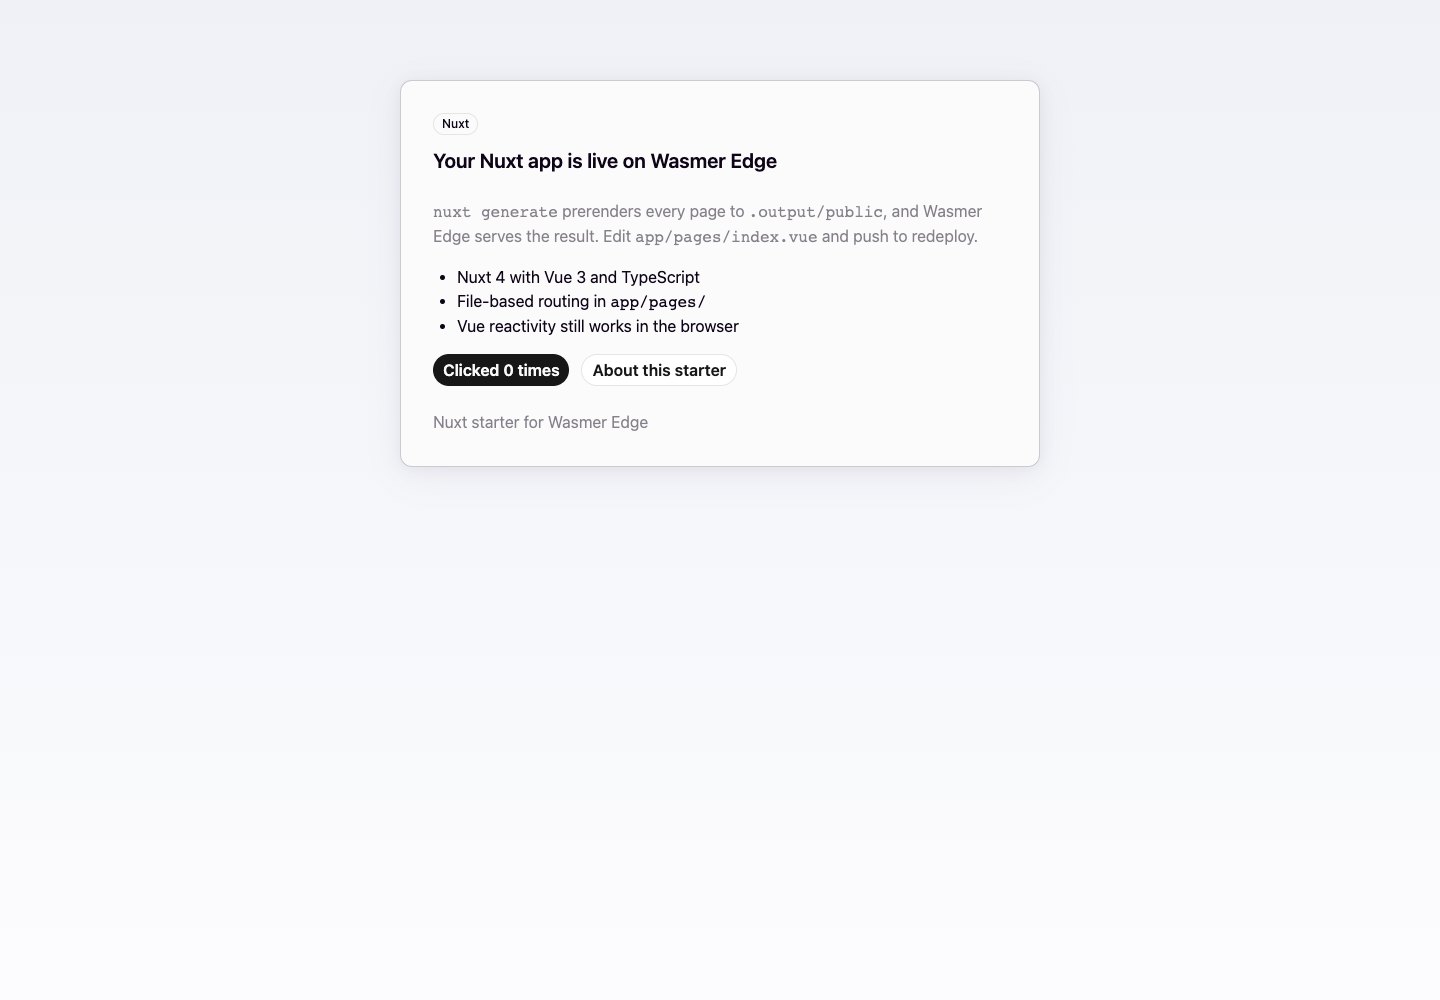 Nuxt
Your Nuxt app is live on Wasmer Edge
nuxt generate prerenders every page to .output/public, and Wasmer
Edge serves the result. Edit app/pages/index.vue and push to redeploy.
Nuxt 4 with Vue 3 and TypeScript
File-based routing in app/pages/
Vue reactivity still works in the browser
Clicked 0 times About this starter
Nuxt starter for Wasmer Edge